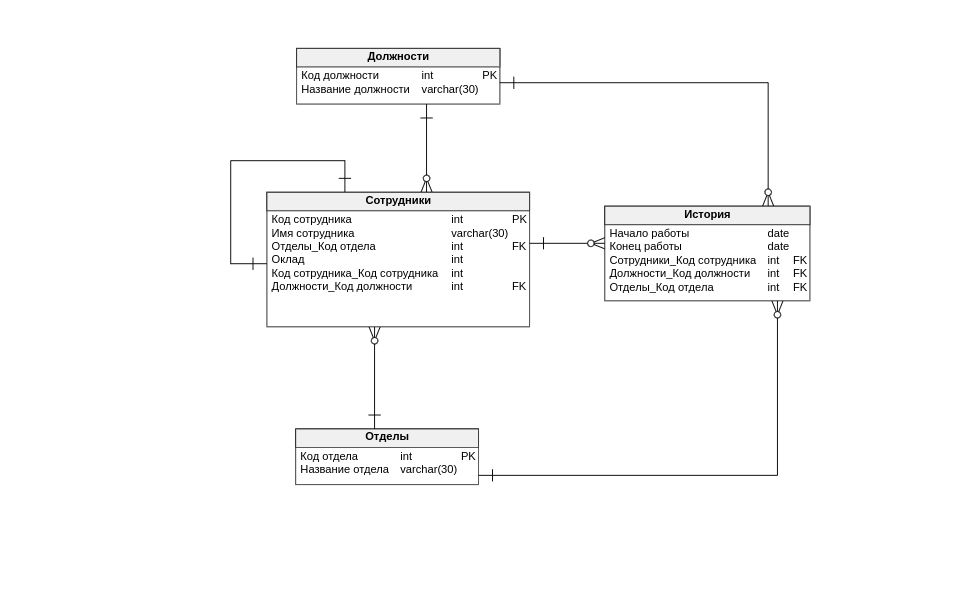 Должности
Код должности int PK
Название должности varchar(30)
Сотрудники
Код сотрудника int PK
Имя сотрудника varchar(30)
Отделы_Код отдела int FK
Оклад int
Код сотрудника_Код сотрудника int
Должности_Код должности int FK
История
Начало работы date
Конец работы date
Сотрудники_Код сотрудника int FK
Должности_Код должности int FK
Отделы_Код отдела int FK
Отделы
Код отдела int PK
Название отдела varchar(30)